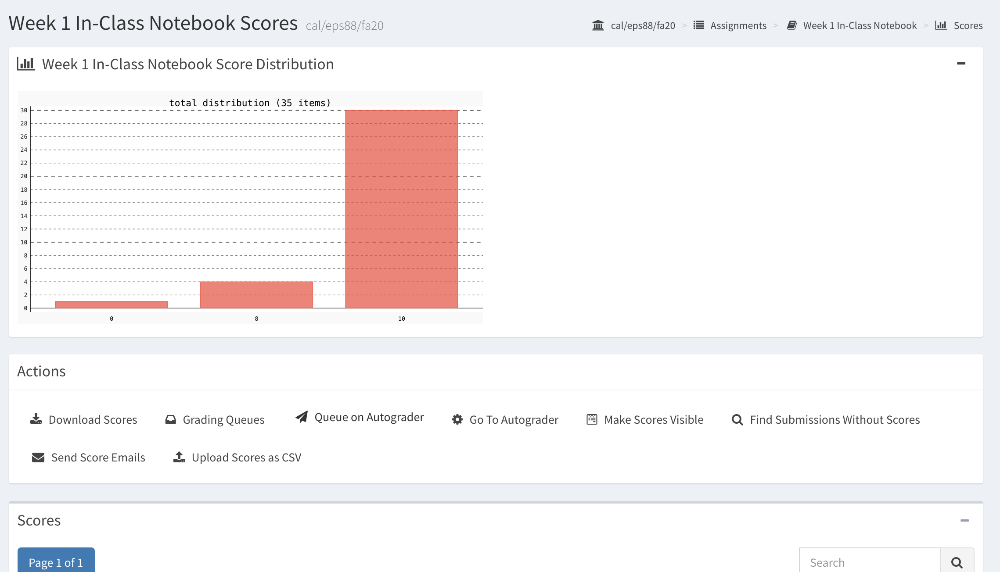 Week 1 In-Class Notebook Scores cal/eps88/fa20
cal/eps88/fa20 > Assignments > Week 1 In-Class Notebook > Scores
Week 1 In-Class Notebook Score Distribution
total distribution (35 items)
30
28
26
24
22
20
18
16
14
12
10
8
6
4
2
0
0 8 10
Actions
Download Scores Grading Queues Queue on Autograder Go To Autograder Make Scores Visible Find Submissions Without Scores
Send Score Emails Upload Scores as CSV
Scores
Page 1 of 1 Search